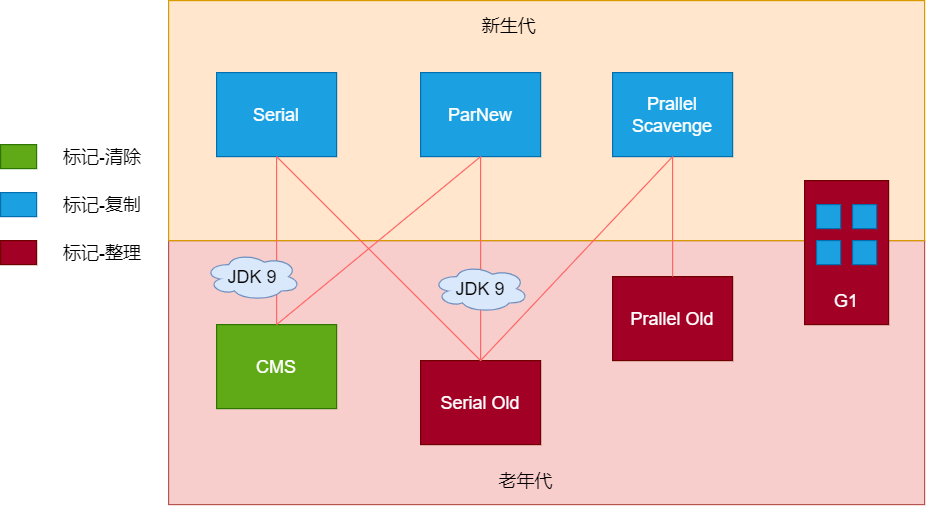 新生代
Serial
ParNew
Prallel
Scavenge
标记-清除
标记-复制
标记-整理
JDK 9
JDK 9
G1
Prallel Old
CMS
Serial Old
老年代